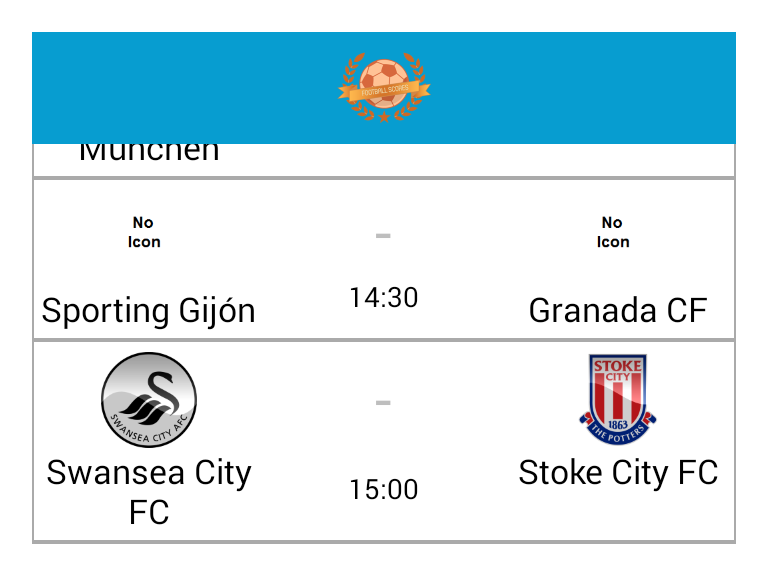 FOOTBALL SCORES
München
No
Icon
-
No
Icon
Sporting Gijón
14:30
Granada CF
SWANSEA CITY AFC
-
STOKE
CITY
1863
THE POTTERS
Swansea City
FC
15:00
Stoke City FC